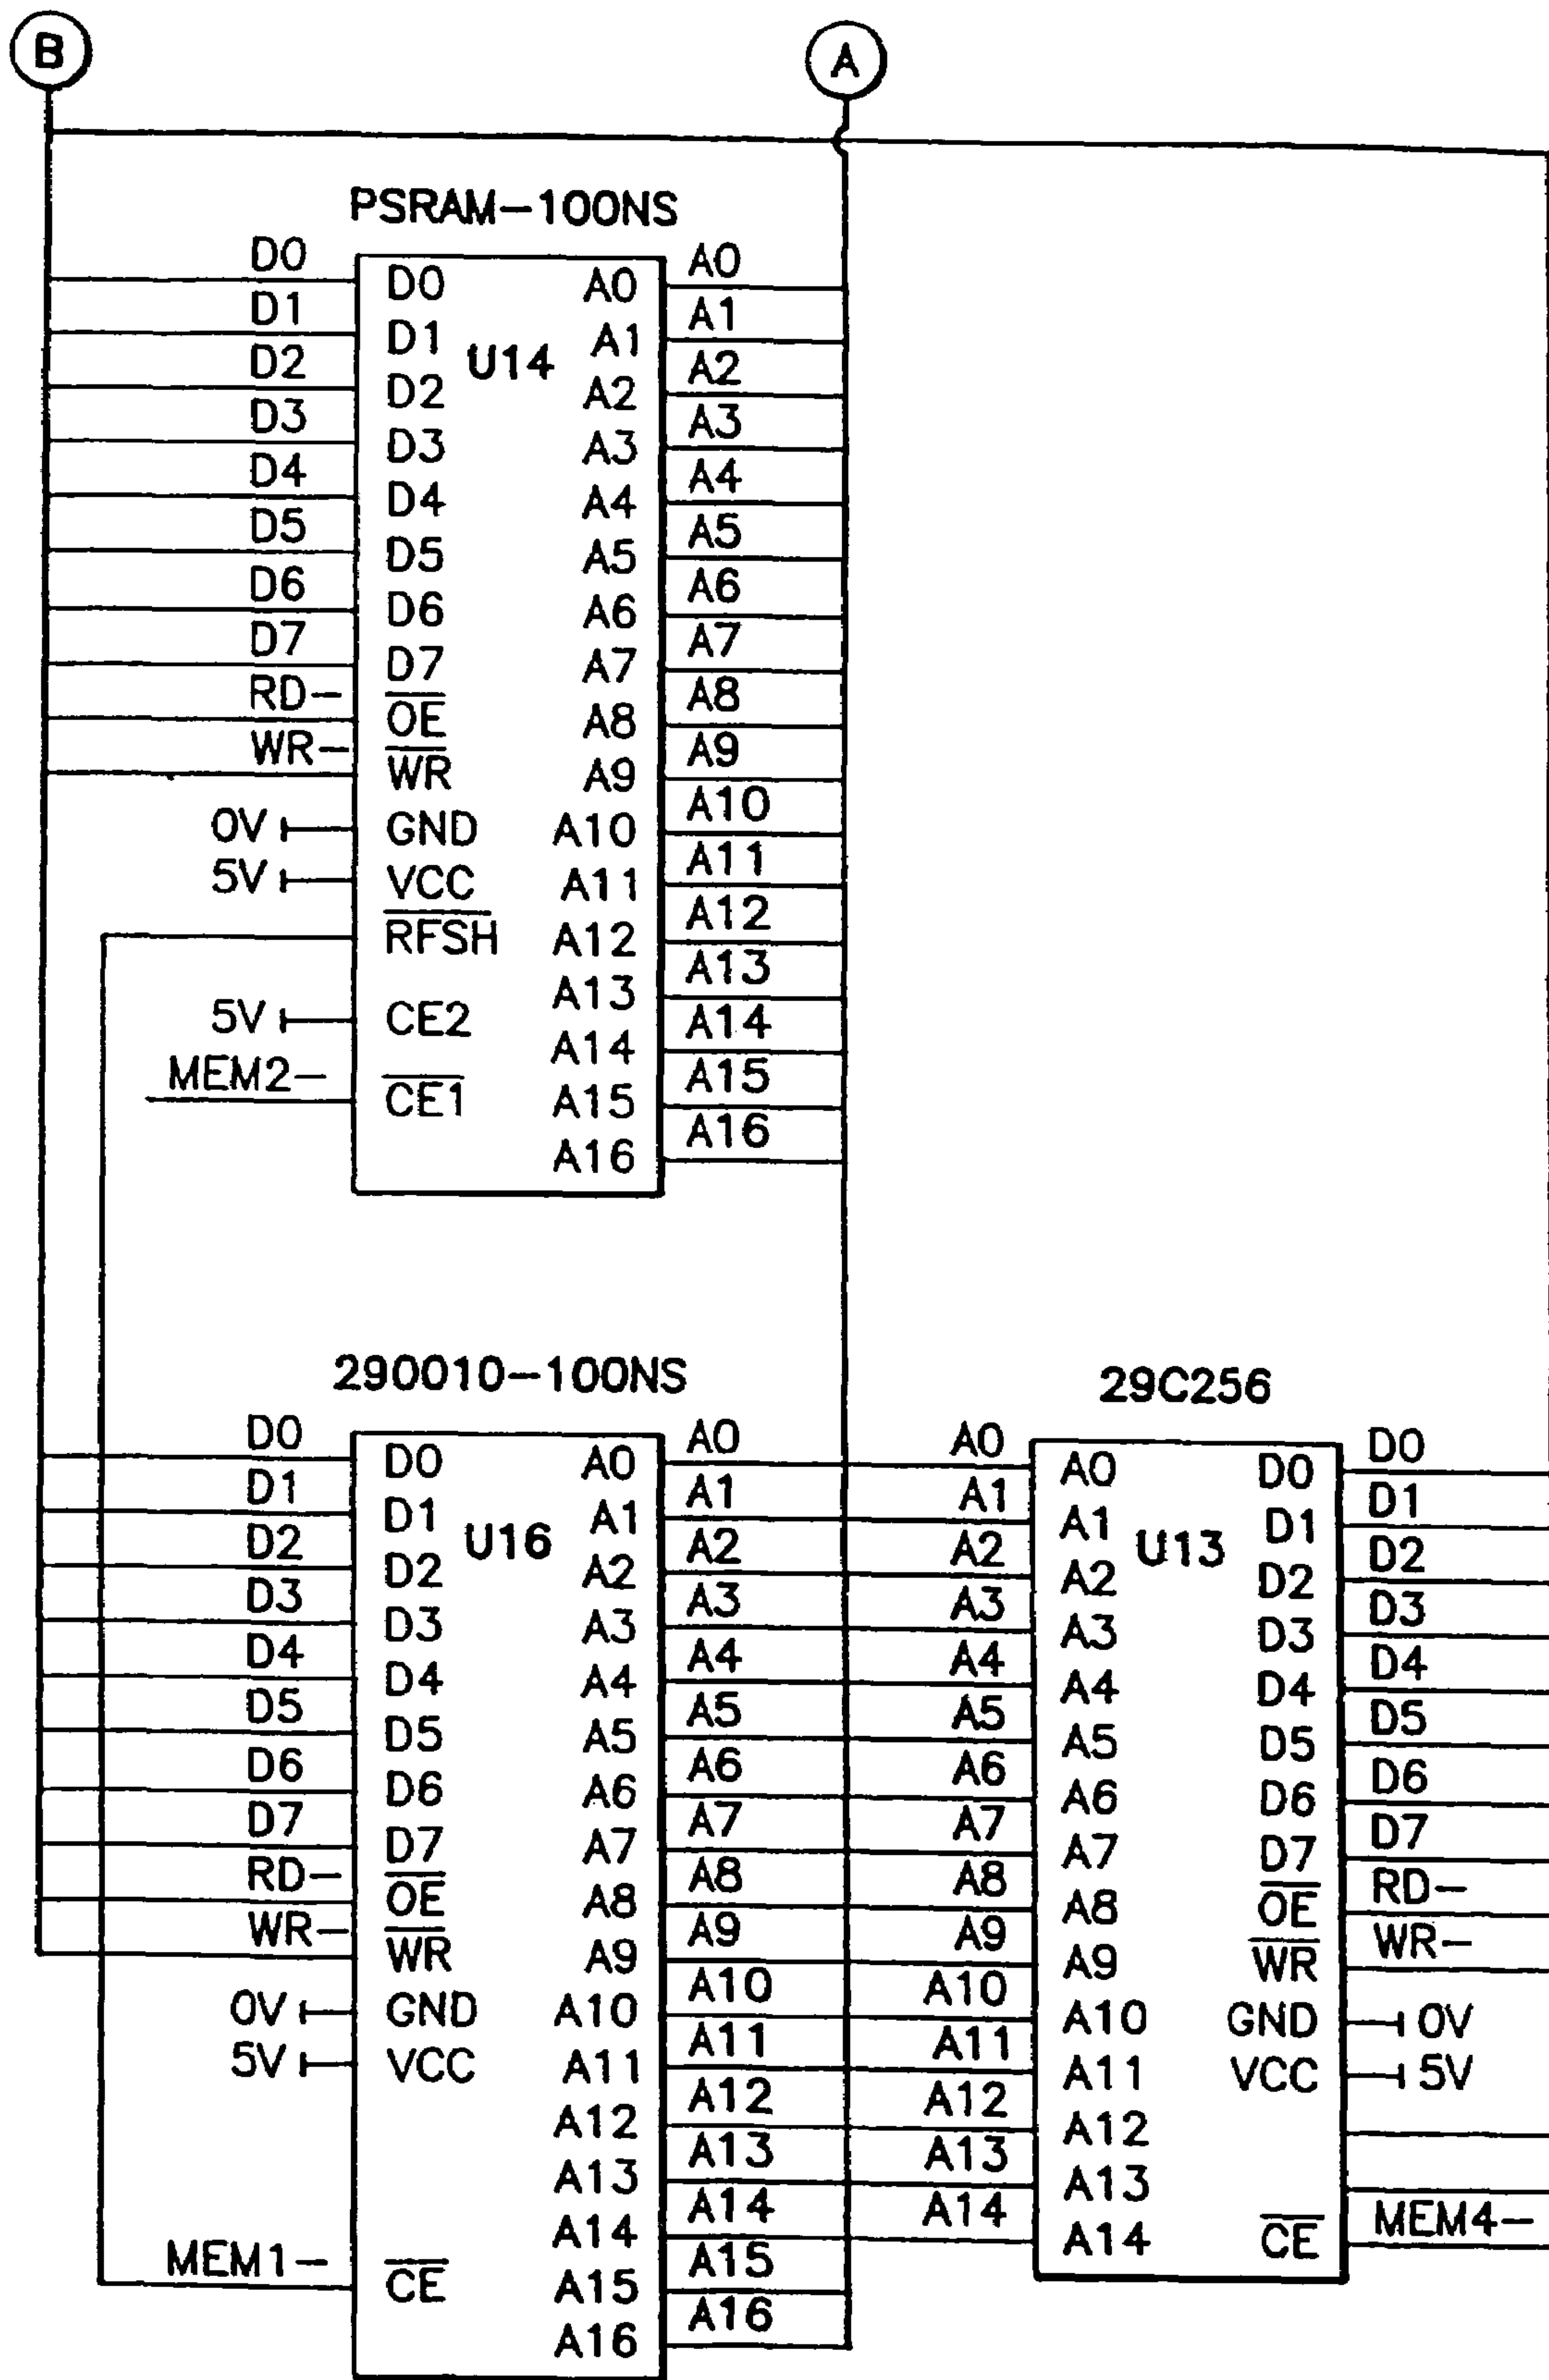 B
A
PSRAM-100NS
D0 D0 A0 A0
D1 D1 U14 A1 A1
D2 D2 A2 A2
D3 D3 A3 A3
D4 D4 A4 A4
D5 D5 A5 A5
D6 D6 A6 A6
D7 D7 A7 A7
RD- OE A8 A8
WR- WR A9 A9
0V GND A10 A10
5V VCC A11 A11
RFSH A12 A12
A13 A13
5V CE2
A14 A14
MEM2- CE1 A15 A15
A16 A16
290010-100NS
29C256
D0 D0 A0 A0 A0 A0 D0 D0
D1 D1 U16 A1 A1 A1 A1 U13 D1 D1
D2 D2 A2 A2 A2 A2 D2 D2
D3 D3 A3 A3 A3 A3 D3 D3
D4 D4 A4 A4 A4 A4 D4 D4
D5 D5 A5 A5 A5 A5 D5 D5
D6 D6 A6 A6 A6 A6 D6 D6
D7 D7 A7 A7 A7 A7 D7 D7
RD- OE A8 A8 A8 A8 OE RD-
WR- WR A9 A9 A9 A9 WR WR-
0V GND A10 A10 A10 A10 GND 0V
5V VCC A11 A11 A11 A11 VCC 5V
A12 A12 A12 A12
A13 A13 A13 A13
A14 A14 A14 A14 CE MEM4-
MEM1- CE A15 A15
A16 A16